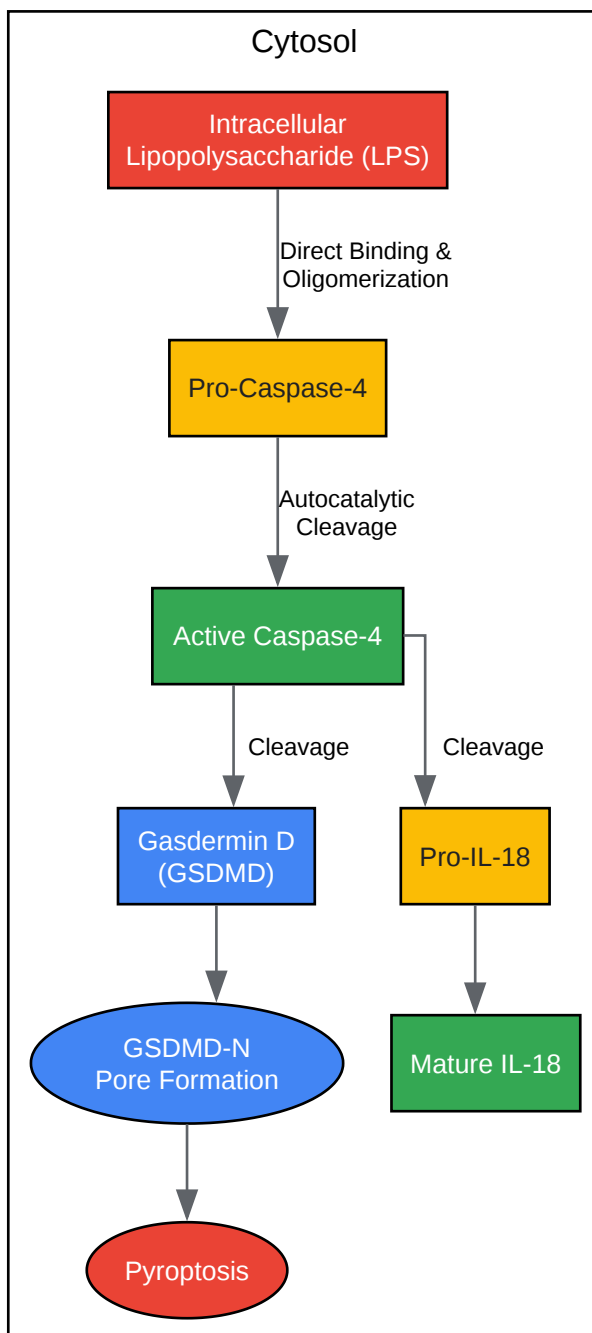 Cytosol
Intracellular
Lipopolysaccharide (LPS)
Direct Binding &
Oligomerization
Pro-Caspase-4
Autocatalytic
Cleavage
Active Caspase-4
Cleavage
Cleavage
Gasdermin D
(GSDMD)
Pro-IL-18
GSDMD-N
Pore Formation
Mature IL-18
Pyroptosis